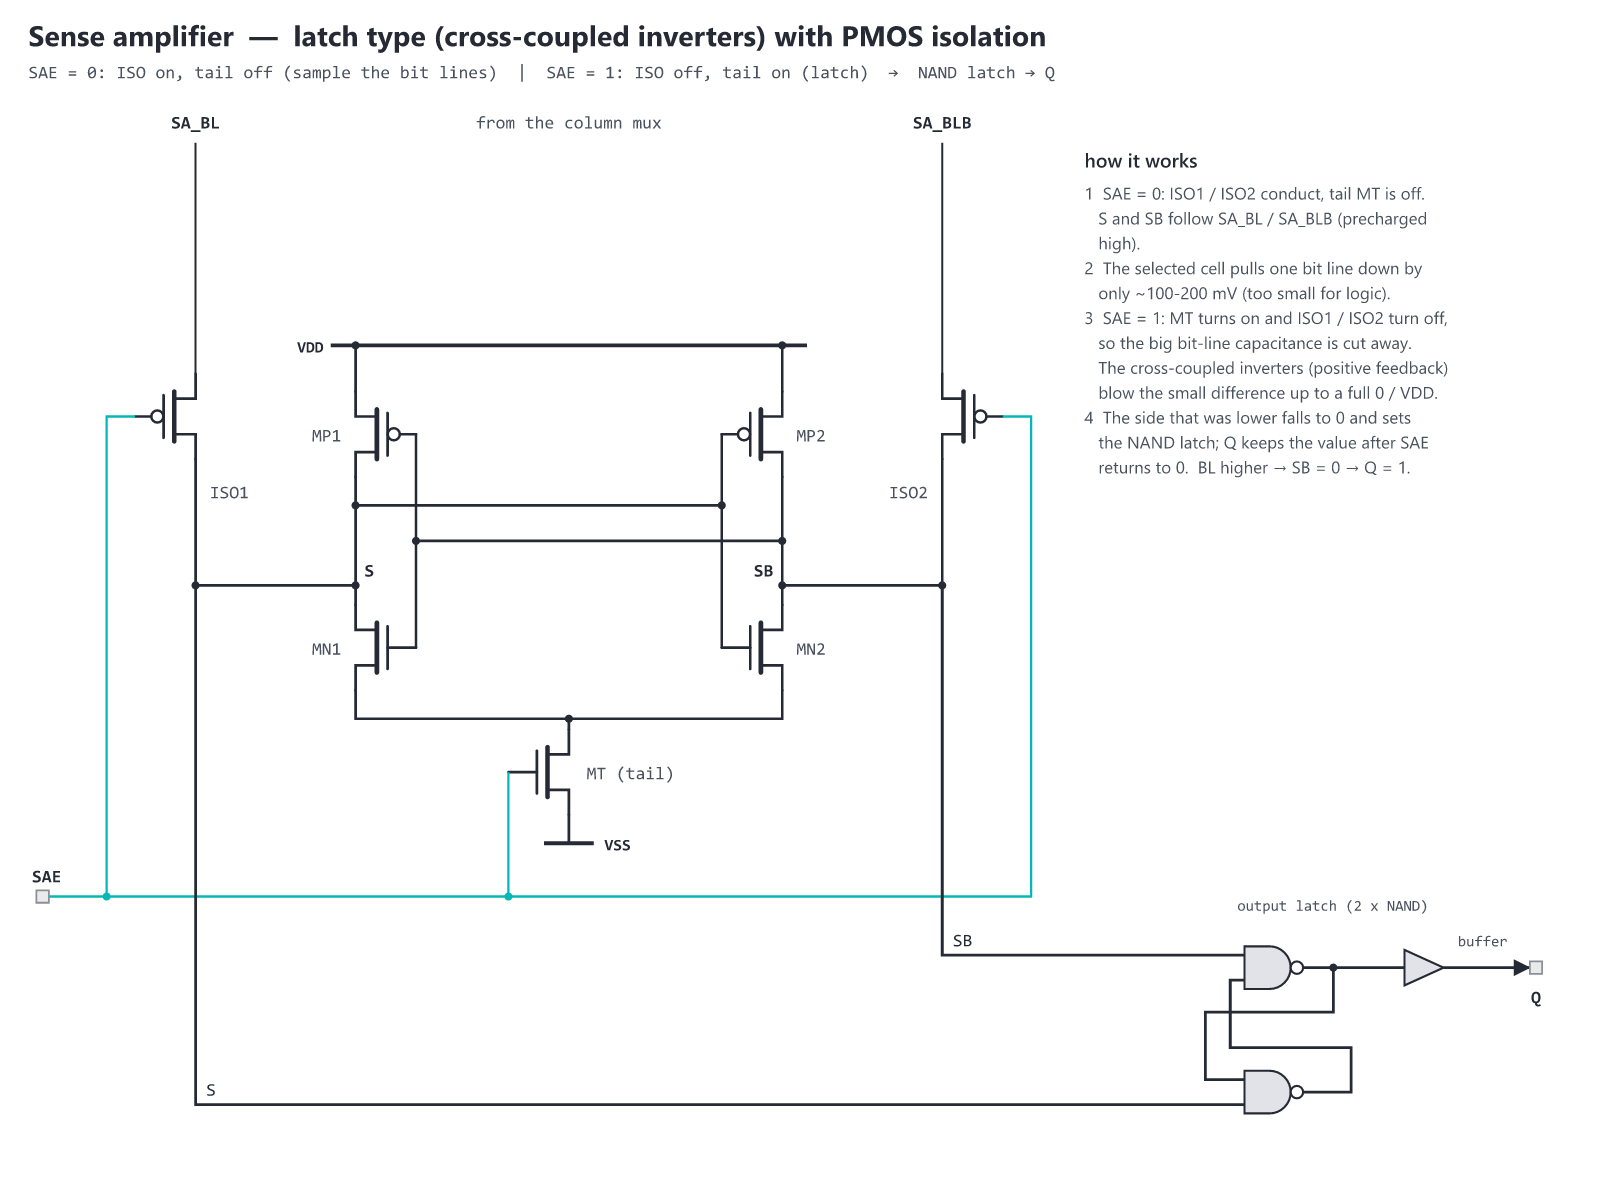 Sense amplifier — latch type (cross-coupled inverters) with PMOS isolation
SAE = 0: ISO on, tail off (sample the bit lines) | SAE = 1: ISO off, tail on (latch) → NAND latch → Q
SA_BL
from the column mux
SA_BLB
how it works
1 SAE = 0: ISO1 / ISO2 conduct, tail MT is off.
S and SB follow SA_BL / SA_BLB (precharged
high).
2 The selected cell pulls one bit line down by
only ~100-200 mV (too small for logic).
3 SAE = 1: MT turns on and ISO1 / ISO2 turn off,
so the big bit-line capacitance is cut away.
The cross-coupled inverters (positive feedback)
blow the small difference up to a full 0 / VDD.
4 The side that was lower falls to 0 and sets
the NAND latch; Q keeps the value after SAE
returns to 0. BL higher → SB = 0 → Q = 1.
VDD
MP1
MP2
ISO1
ISO2
S
SB
MN1
MN2
MT (tail)
VSS
SAE
output latch (2 x NAND)
SB
buffer
Q
S